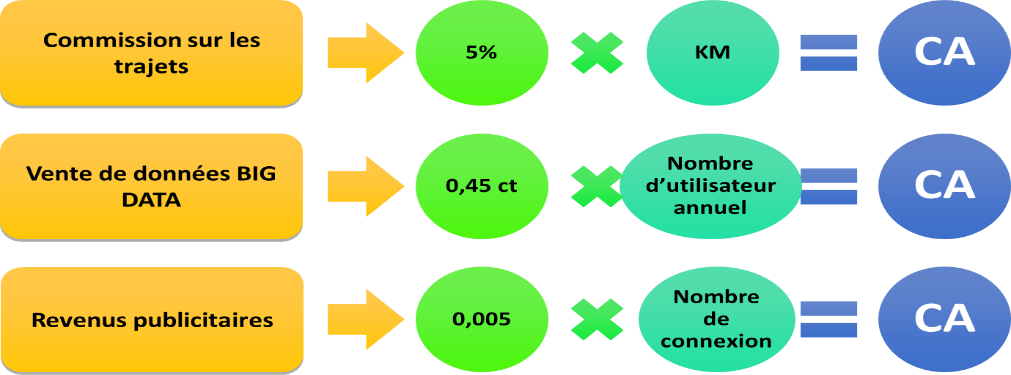 Commission sur les
trajets
5%
KM
CA
Vente de données BIG
DATA
0,45 ct
Nombre
d’utilisateur
annuel
CA
Revenus publicitaires
0,005
Nombre
de
connexion
CA